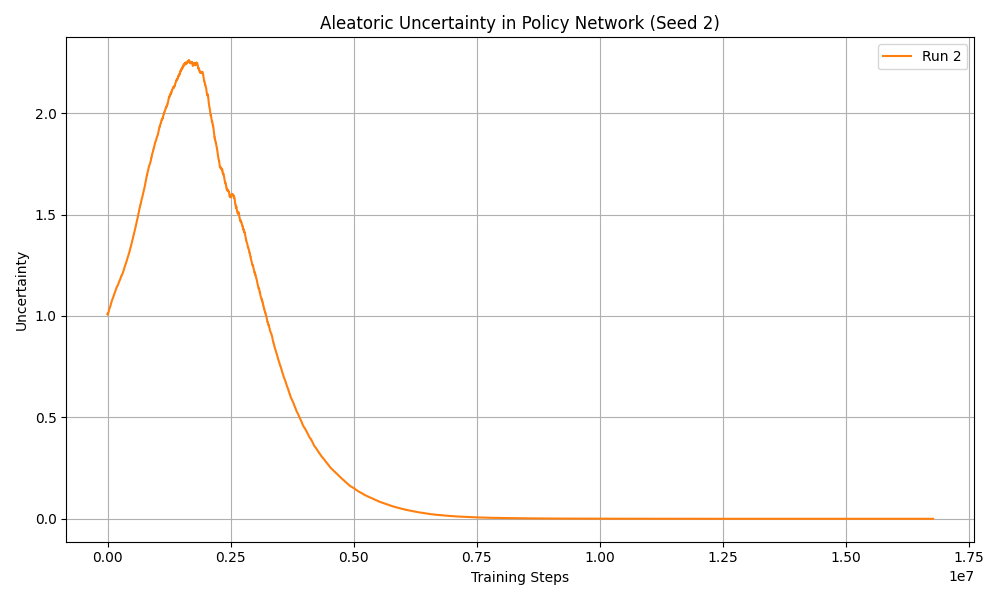 Aleatoric Uncertainty in Policy Network (Seed 2)
Run 2
Uncertainty
2.0
1.5
1.0
0.5
0.0
0.00 0.25 0.50 0.75 1.00 1.25 1.50 1.75
1e7
Training Steps